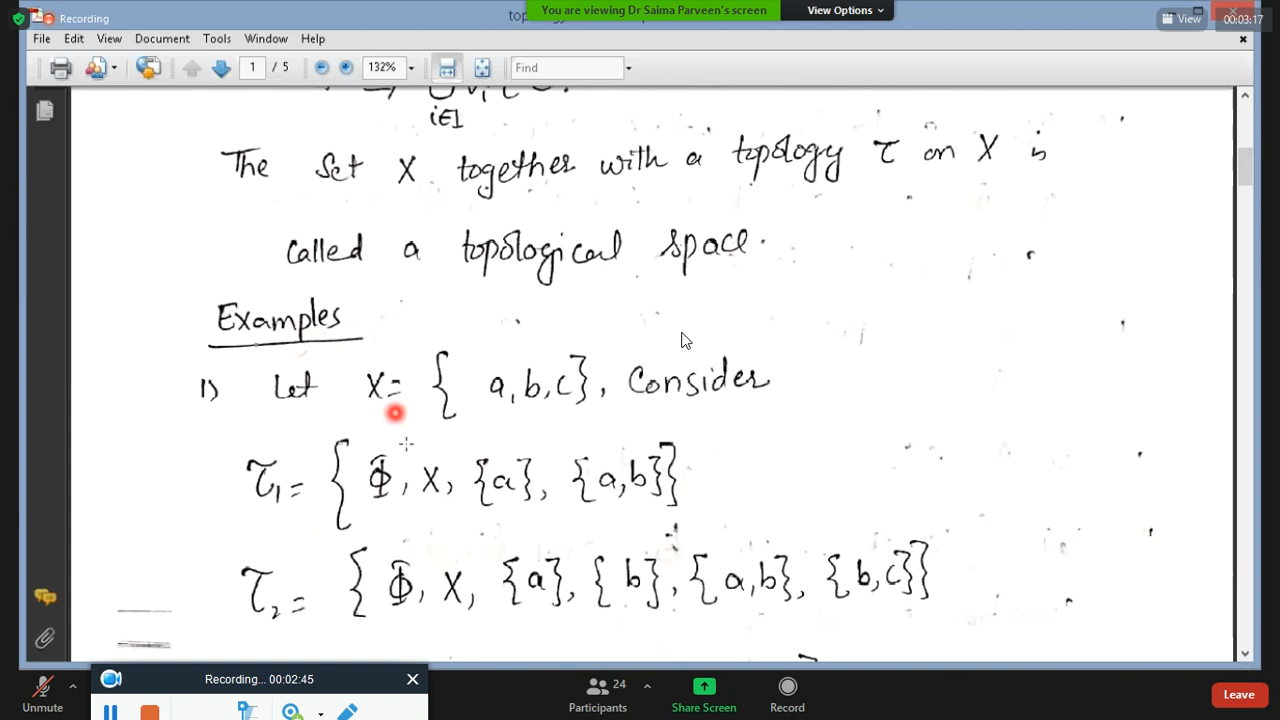 You are viewing Dr Saima Parveen's screen
View Options
Recording
View
00:03:17
File Edit View Document Tools Window Help
1 / 5
132%
Find
i∈I
The Set X together with a topology τ on X is
called a topological space.
Examples
1) Let X= { a,b,c}, Consider
τ₁= { Φ, X, {a}, {a,b}}
τ₂= { Φ, X, {a}, {b}, {a,b}, {b,c}}
Recording... 00:02:45
Unmute
24
Participants
Share Screen
Record
Leave